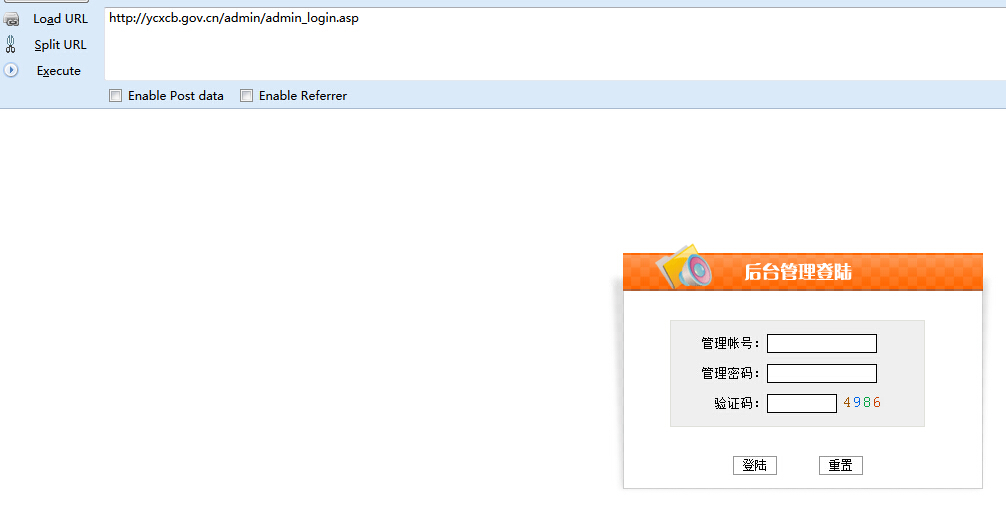 Load URL
http://ycxcb.gov.cn/admin/admin_login.asp
Split URL
Execute
Enable Post data
Enable Referrer
后台管理登陆
管理帐号：
管理密码：
验证码： 4986
登陆
重置